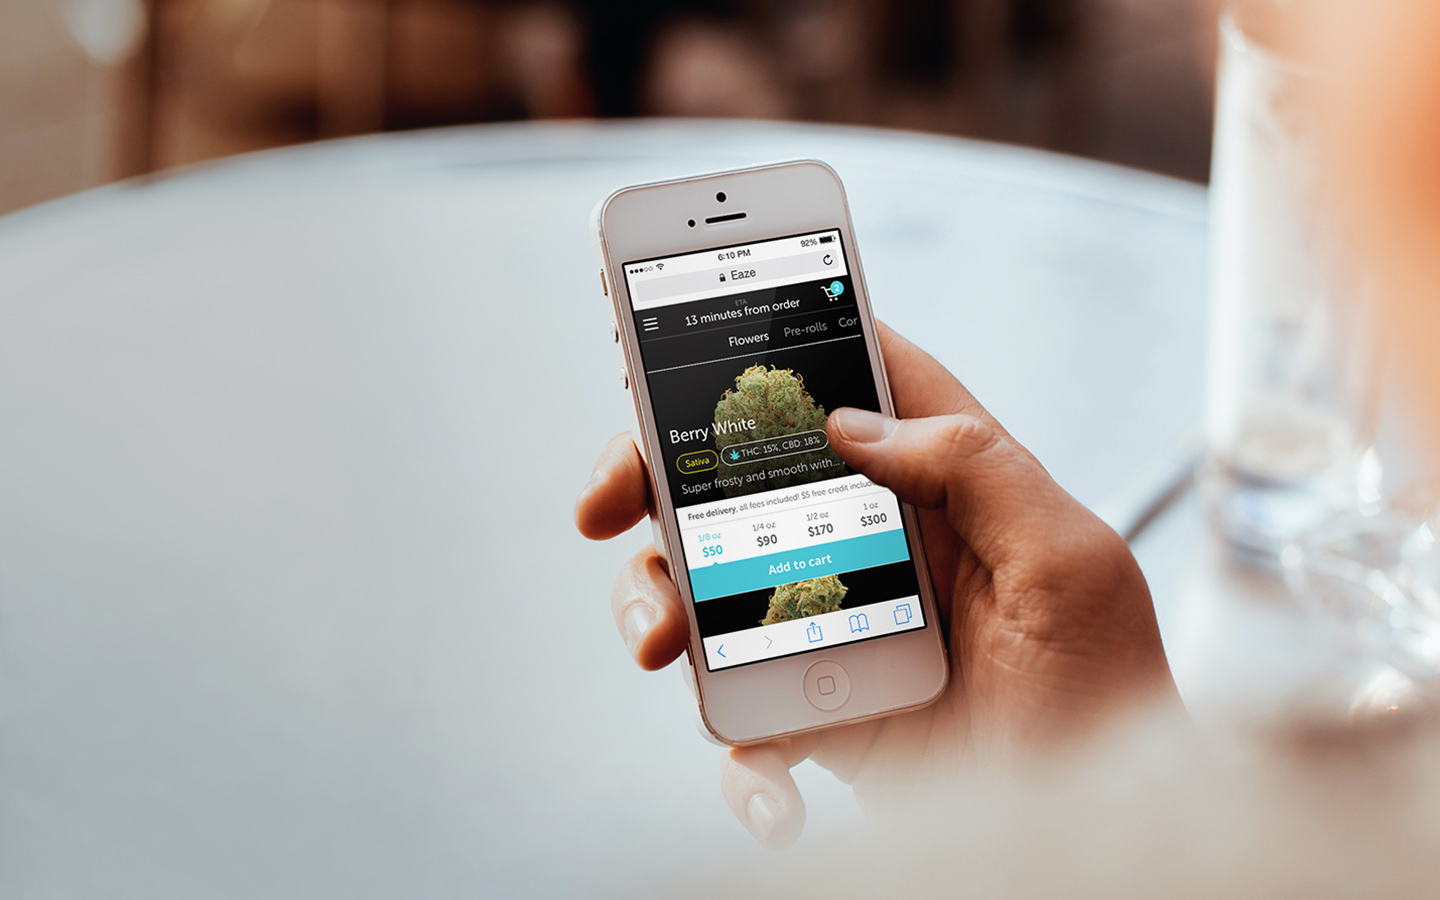 6:10 PM
92%
Eaze
ETA
13 minutes from order
2
Flowers Pre-rolls Cor
Berry White
Sativa
THC: 15%, CBD: 18%
Super frosty and smooth with...
Free delivery, all fees included! $5 free credit
1/8 oz 1/4 oz 1/2 oz 1 oz
$50 $90 $170 $300
Add to cart